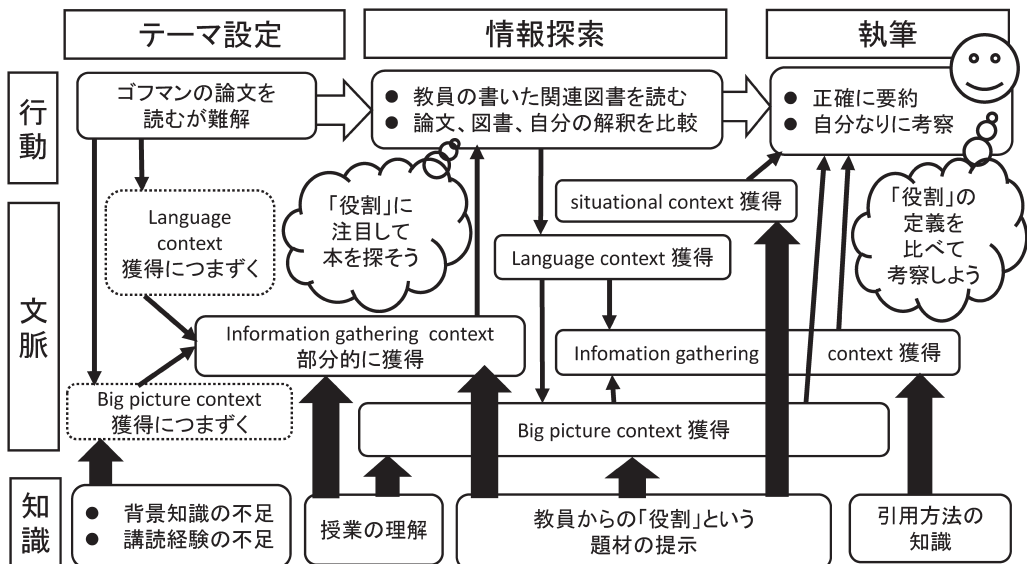 テーマ設定
情報探索
執筆
行動
ゴフマンの論文を
読むが難解
● 教員の書いた関連図書を読む
● 論文、図書、自分の解釈を比較
● 正確に要約
● 自分なりに考察
文脈
Language
context
獲得につまずく
「役割」に
注目して
本を探そう
situational context 獲得
Language context 獲得
「役割」の
定義を
比べて
考察しよう
Information gathering context
部分的に獲得
Infomation gathering context 獲得
Big picture context
獲得につまずく
Big picture context 獲得
知識
● 背景知識の不足
● 講読経験の不足
授業の理解
教員からの「役割」という
題材の提示
引用方法の
知識